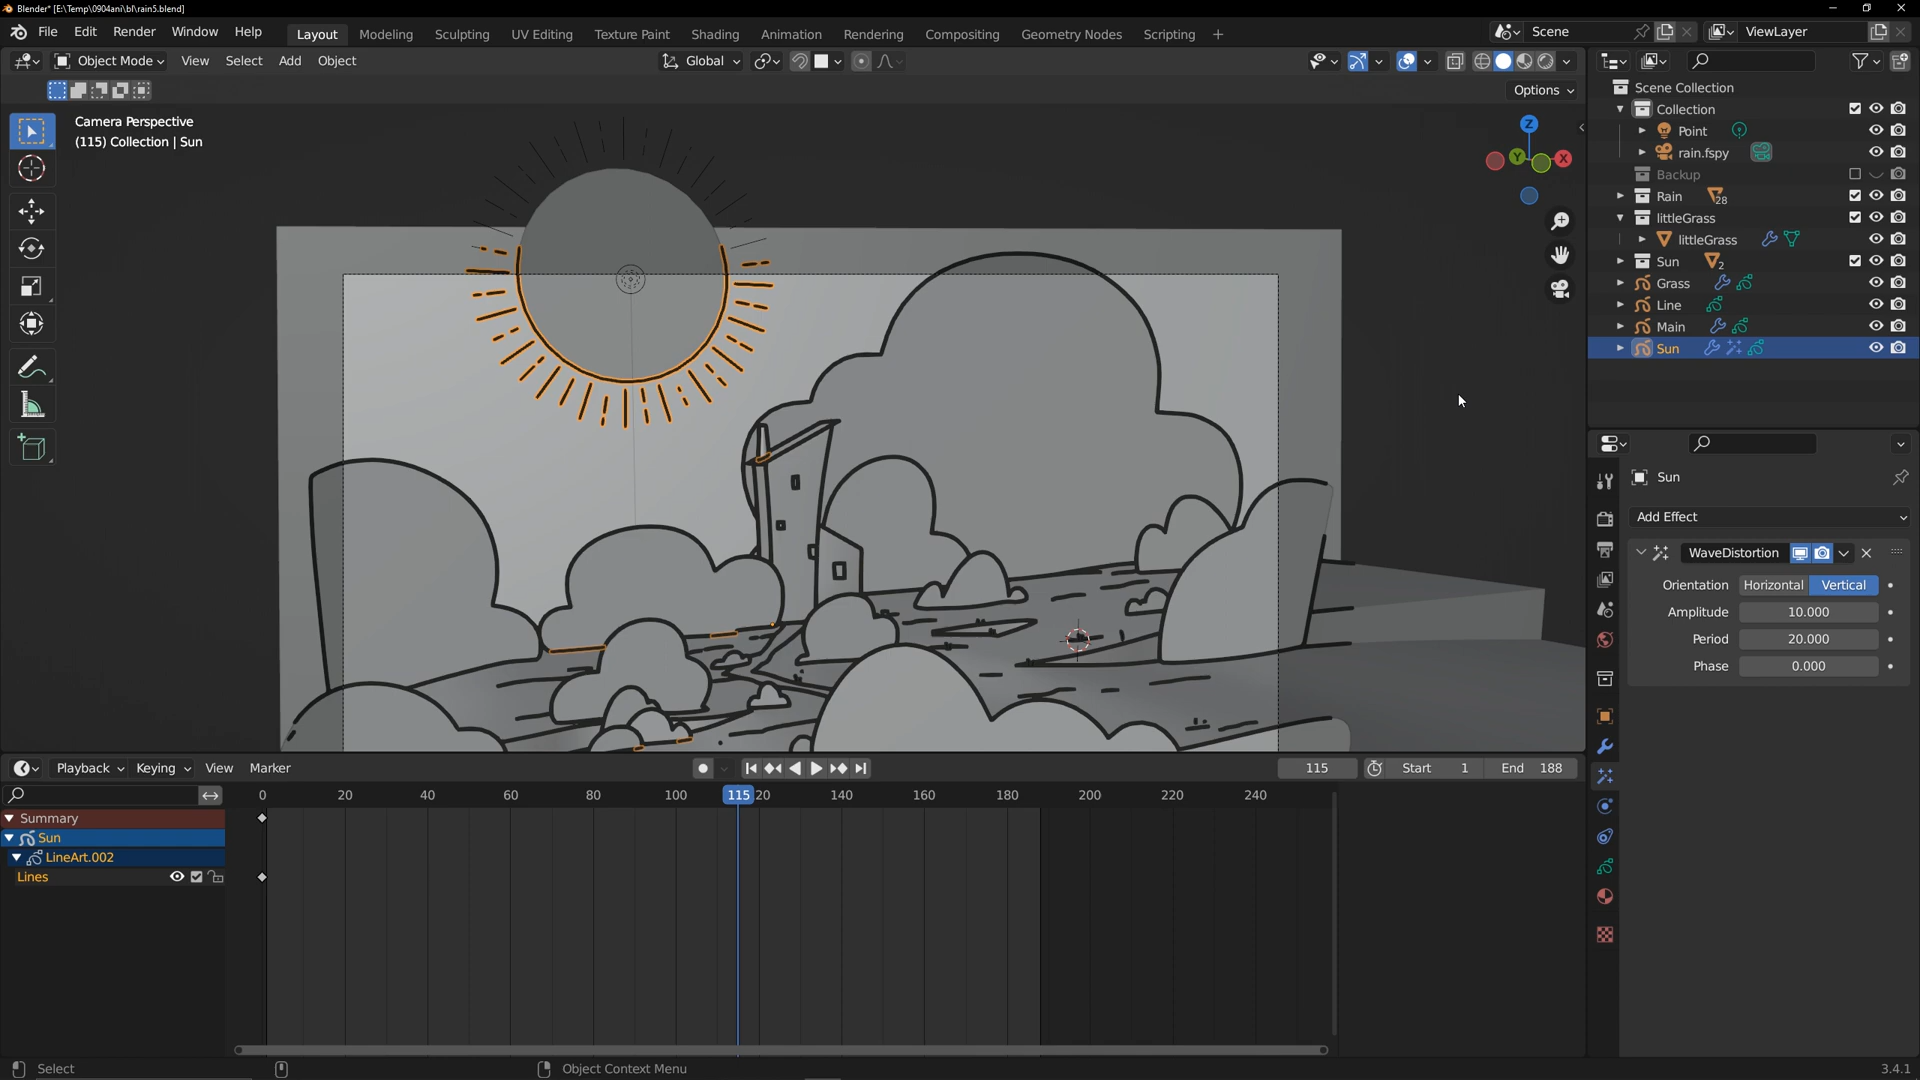 Blender* [E:\Temp\0904ani\bl\rain5.blend]
File Edit Render Window Help Layout Modeling Sculpting UV Editing Texture Paint Shading Animation Rendering Compositing Geometry Nodes Scripting + Scene ViewLayer
Object Mode View Select Add Object Global
Options
Camera Perspective
(115) Collection | Sun
Z
Y
X
Scene Collection
Collection
Point
rain.fspy
Backup
Rain 28
littleGrass
littleGrass
Sun 2
Grass
Line
Main
Sun
Sun
Add Effect
WaveDistortion
Orientation Horizontal Vertical
Amplitude 10.000
Period 20.000
Phase 0.000
Playback Keying View Marker 115 Start 1 End 188
0 20 40 60 80 100 115 20 140 160 180 200 220 240
Summary
Sun
LineArt.002
Lines
Select Object Context Menu 3.4.1